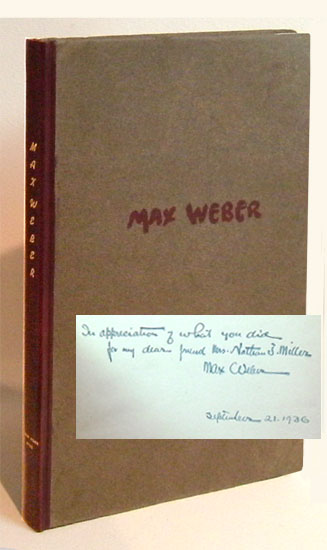 MAX WEBER
MAX WEBER
In appreciation of what you did
for my dear friend Mrs. Nathan J. Miller
Max Weber
September 21. 1936